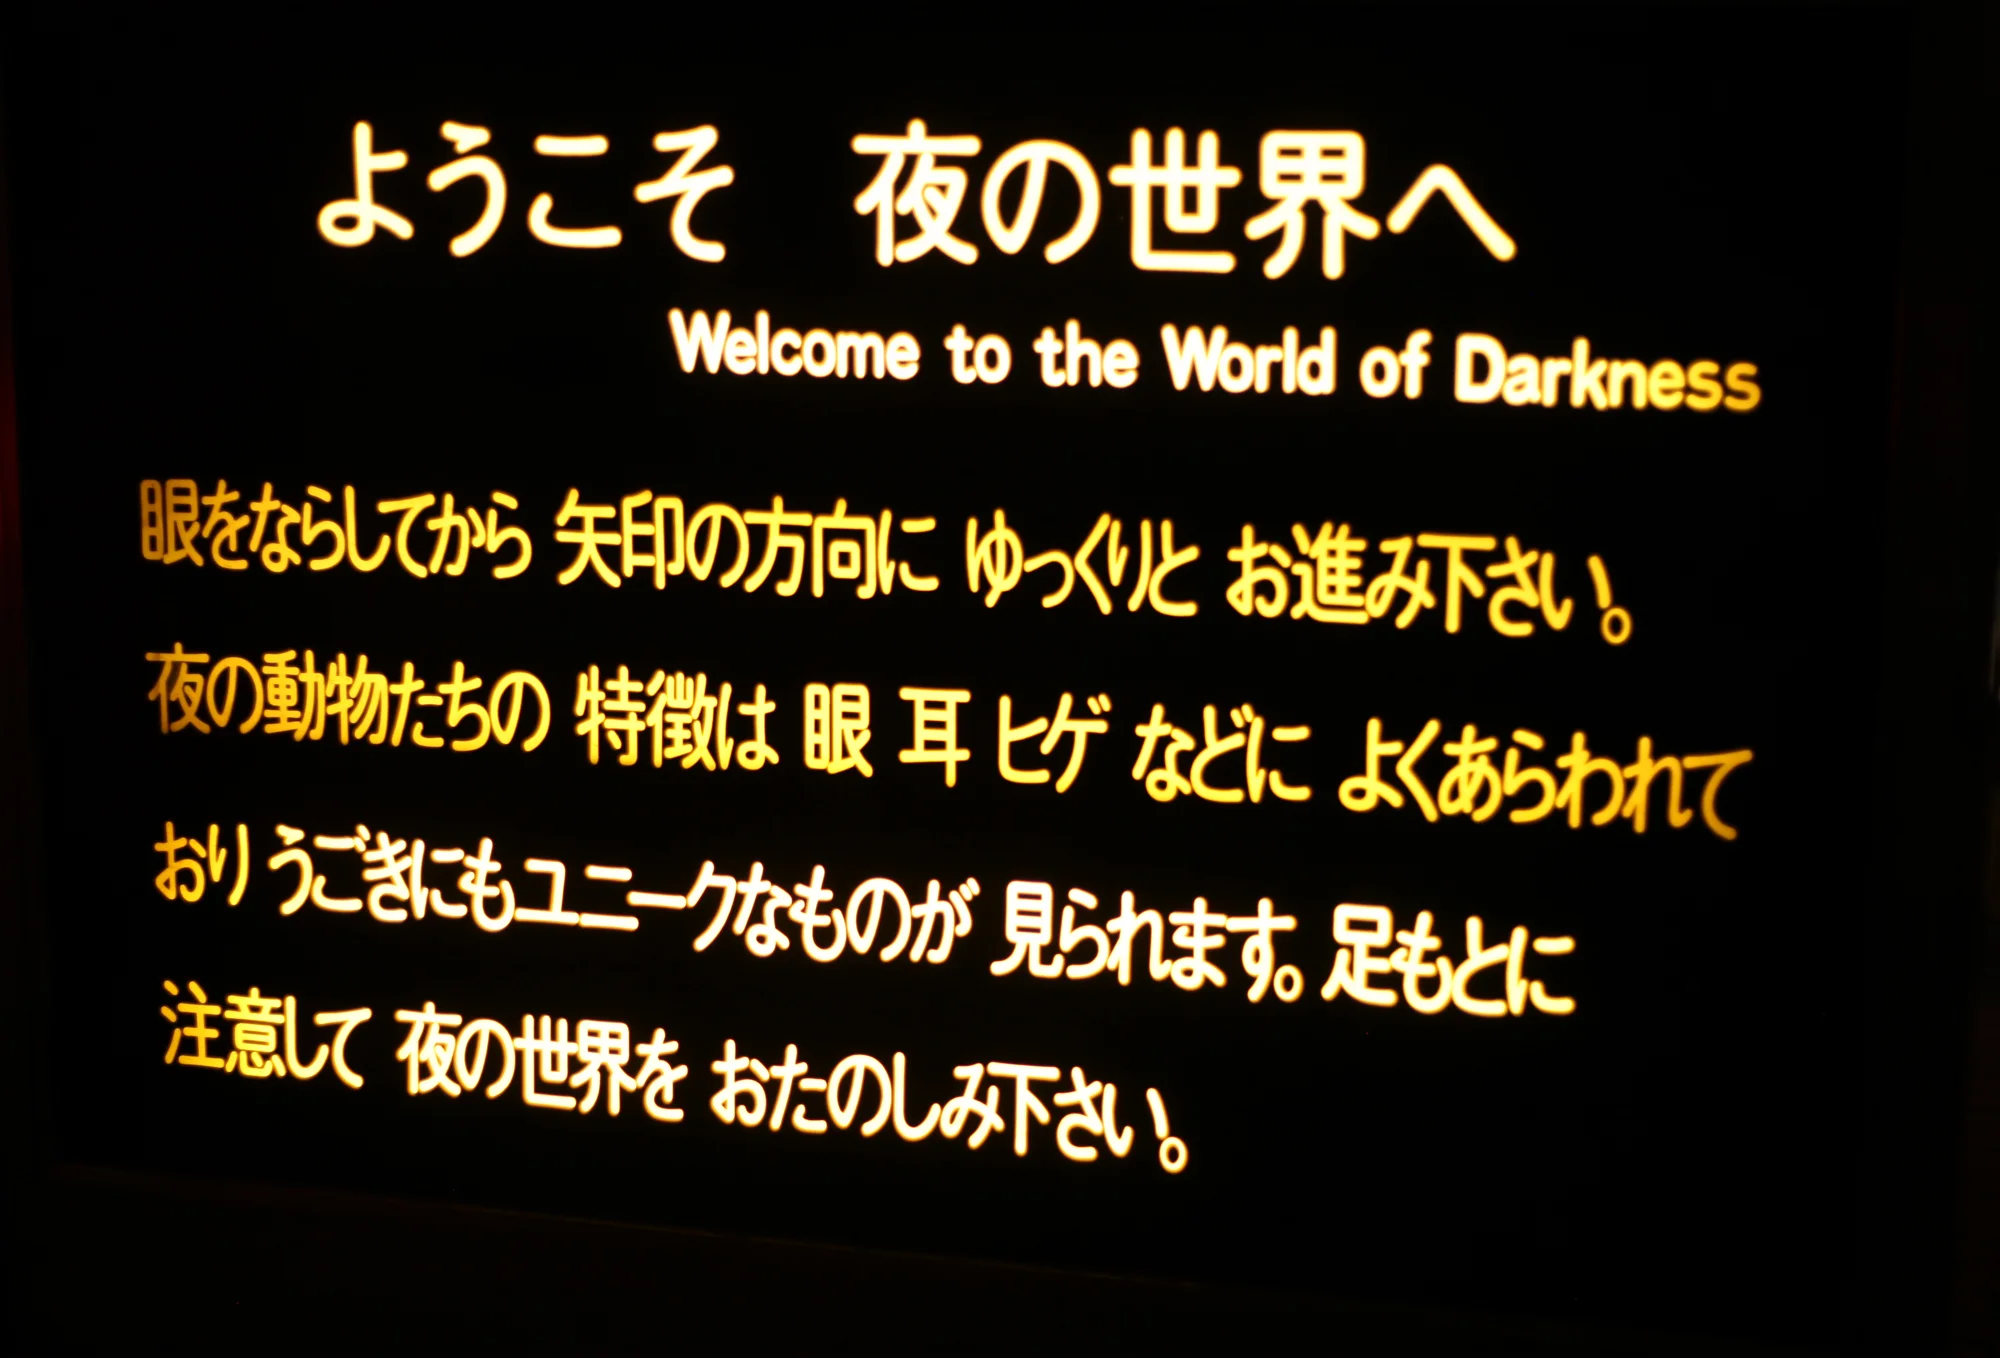 ようこそ 夜の世界へ
Welcome to the World of Darkness
眼をならしてから 矢印の方向に ゆっくりと お進み下さい。
夜の動物たちの 特徴は 眼 耳 ヒゲ などに よくあらわれて
おり うごきにもユニークなものが 見られます。足もとに
注意して 夜の世界を おたのしみ下さい。